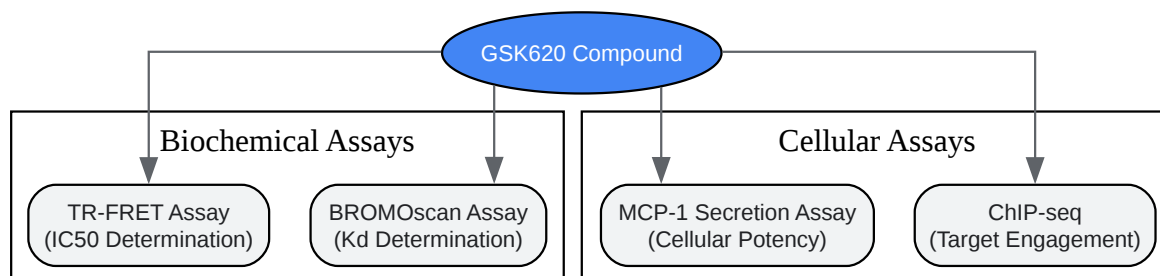 GSK620 Compound
Biochemical Assays
Cellular Assays
TR-FRET Assay
(IC50 Determination)
BROMOscan Assay
(Kd Determination)
MCP-1 Secretion Assay
(Cellular Potency)
ChIP-seq
(Target Engagement)